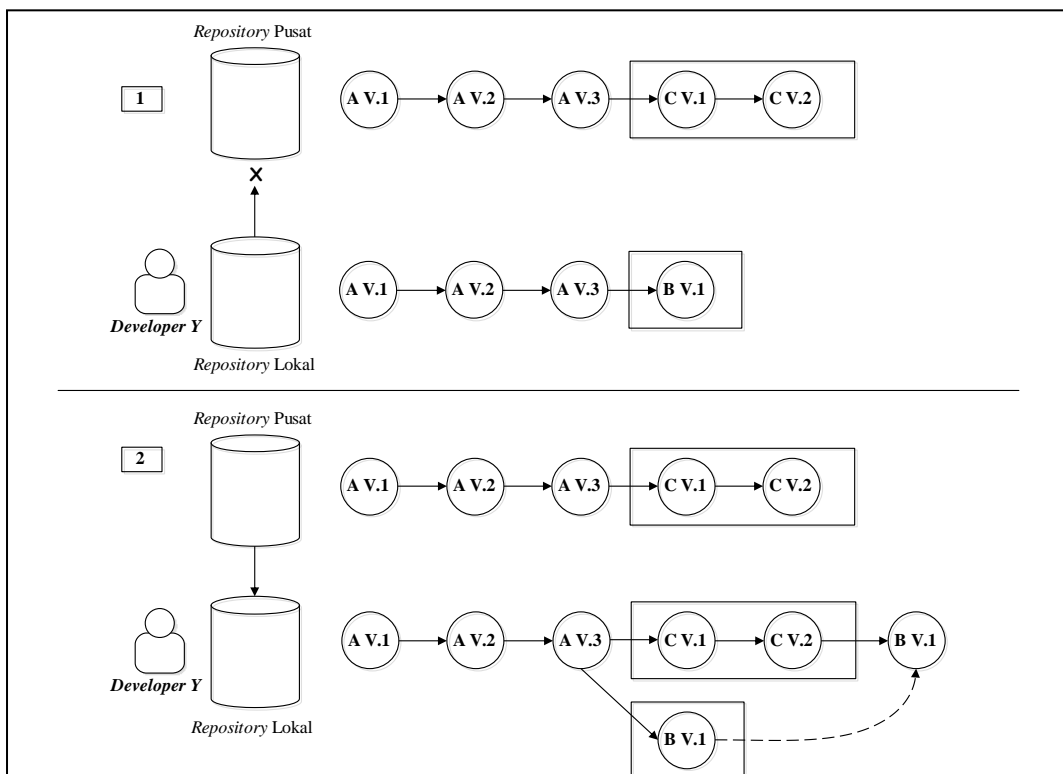 Repository Pusat
1
A V.1 A V.2 A V.3 C V.1 C V.2
X
A V.1 A V.2 A V.3 B V.1
Developer Y
Repository Lokal
Repository Pusat
2
A V.1 A V.2 A V.3 C V.1 C V.2
A V.1 A V.2 A V.3 C V.1 C V.2 B V.1
Developer Y
Repository Lokal
B V.1